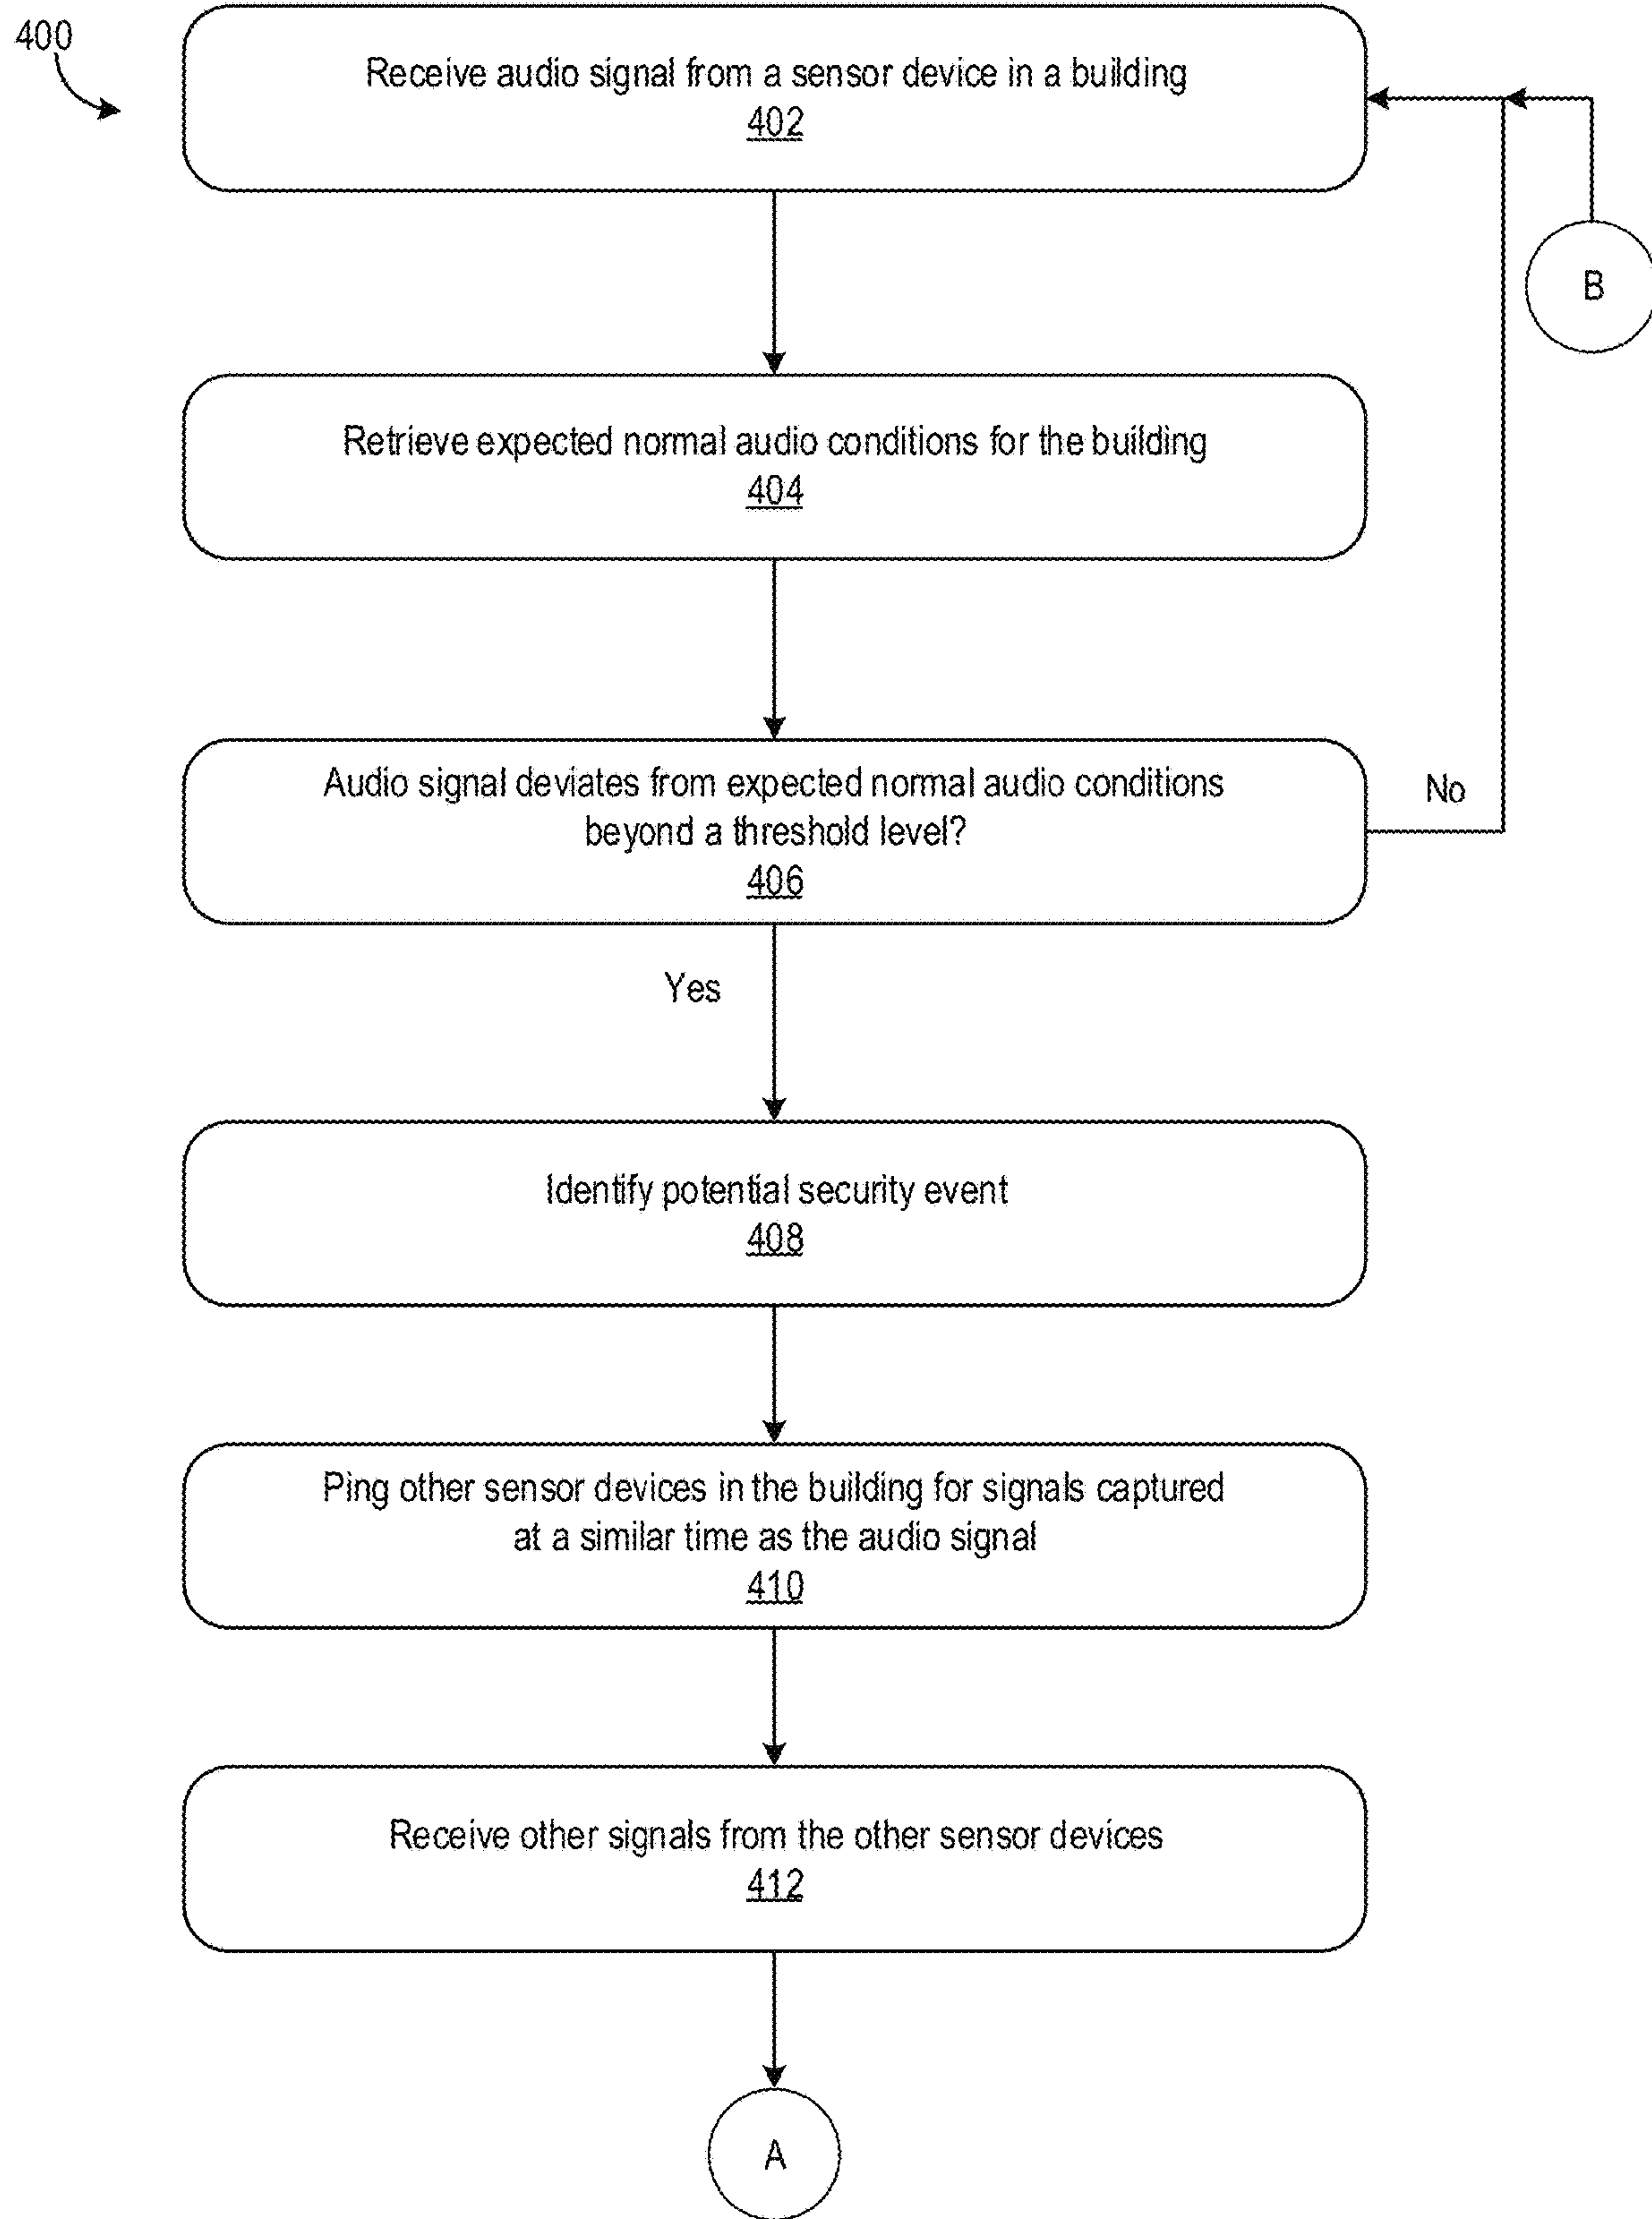 400
Receive audio signal from a sensor device in a building
402
B
Retrieve expected normal audio conditions for the building
404
Audio signal deviates from expected normal audio conditions
beyond a threshold level?
406
No
Yes
Identify potential security event
408
Ping other sensor devices in the building for signals captured
at a similar time as the audio signal
410
Receive other signals from the other sensor devices
412
A